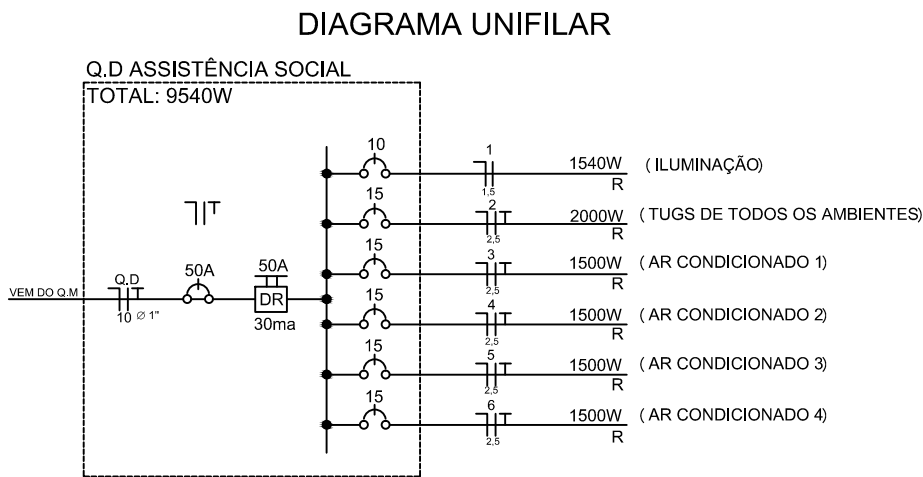 DIAGRAMA UNIFILAR
Q.D ASSISTÊNCIA SOCIAL
TOTAL: 9540W
10
1
1540W
( ILUMINAÇÃO)
1,5
R
15
2
2000W
( TUGS DE TODOS OS AMBIENTES)
2,5
R
T
15
3
1500W
( AR CONDICIONADO 1)
2,5
R
VEM DO Q.M
Q.D
T
10 Ø 1"
50A
50A
DR
30ma
15
4
1500W
( AR CONDICIONADO 2)
2,5
R
15
5
1500W
( AR CONDICIONADO 3)
2,5
R
15
6
1500W
( AR CONDICIONADO 4)
2,5
R